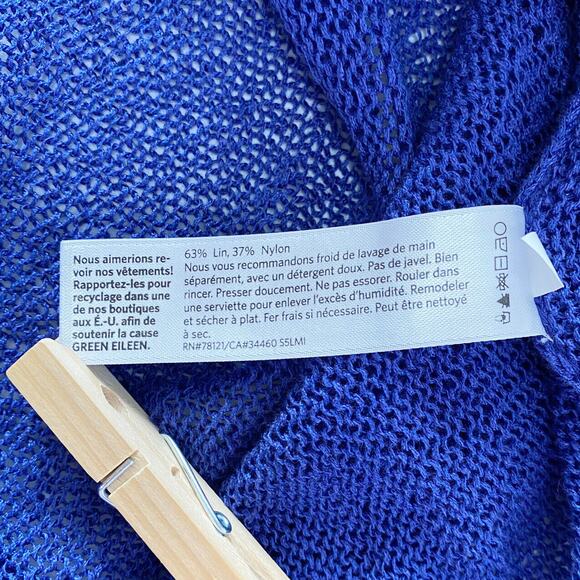 Nous aimerions re-
voir nos vêtements!
Rapportez-les pour
recyclage dans une
de nos boutiques
aux É.-U. afin de
soutenir la cause
GREEN EILEEN.
63% Lin, 37% Nylon
Nous vous recommandons froid de lavage de main
séparément, avec un détergent doux. Pas de javel. Bien
rincer. Presser doucement. Ne pas essorer. Rouler dans
une serviette pour enlever l'excès d'humidité. Remodeler
et sécher à plat. Fer frais si nécessaire. Peut être nettoyé
à sec.
RN#78121/CA#34460 S5LMI